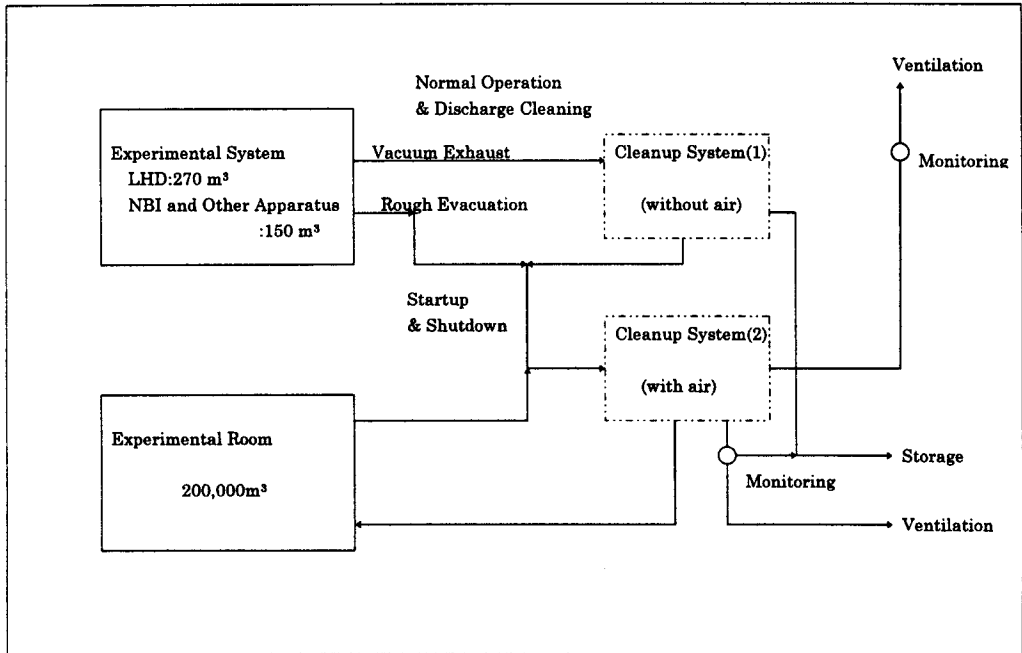 Ventilation
Normal Operation
& Discharge Cleaning
Monitoring
Experimental System
LHD:270 m³
NBI and Other Apparatus
:150 m³
Vacuum Exhaust
Rough Evacuation
Cleanup System(1)
(without air)
Startup
& Shutdown
Cleanup System(2)
(with air)
Experimental Room
200,000m³
Storage
Monitoring
Ventilation